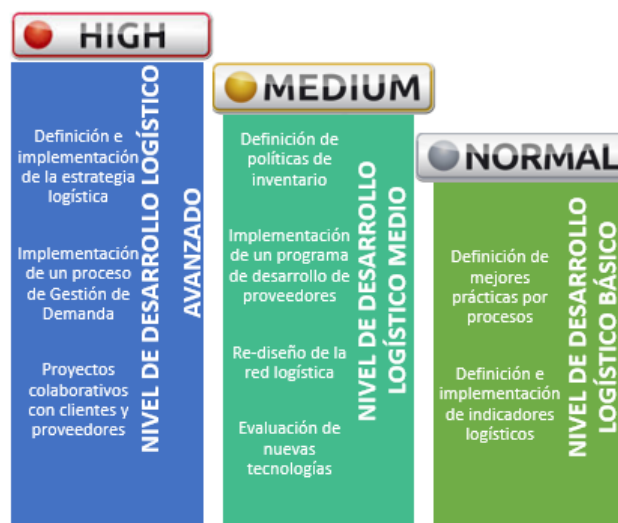 HIGH
Definición e
implementación
de la estrategia
logística
Implementación
de un proceso
de Gestión de
Demanda
Proyectos
colaborativos
con clientes y
proveedores
NIVEL DE DESARROLLO LOGÍSTICO
AVANZADO
MEDIUM
Definición de
políticas de
inventario
Implementación
de un programa
de desarrollo de
proveedores
Re-diseño de la
red logística
Evaluación de
nuevas
tecnologías
NIVEL DE DESARROLLO
LOGÍSTICO MEDIO
NORMAL
Definición de
mejores
prácticas por
procesos
Definición e
implementación
de indicadores
logísticos
NIVEL DE DESARROLLO
LOGÍSTICO BÁSICO